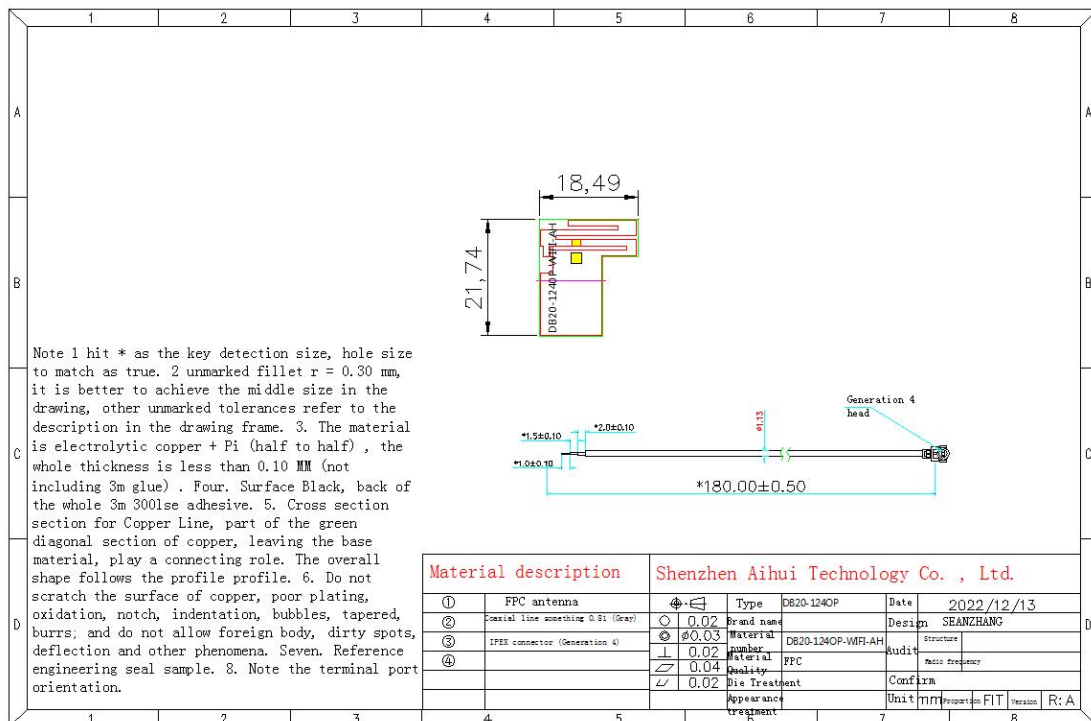 1 2 3 4 5 6 7 8
A A
B B
C C
D D
18,49
21,74
DB20-1240P-WIFI-AH
Note 1 hit * as the key detection size, hole size
to match as true. 2 unmarked fillet r = 0.30 mm,
it is better to achieve the middle size in the
drawing, other unmarked tolerances refer to the
description in the drawing frame. 3. The material
is electrolytic copper + Pi (half to half) , the
whole thickness is less than 0.10 MM (not
including 3m glue) . Four. Surface Black, back of
the whole 3m 300lse adhesive. 5. Cross section
section for Copper Line, part of the green
diagonal section of copper, leaving the base
material, play a connecting role. The overall
shape follows the profile profile. 6. Do not
scratch the surface of copper, poor plating,
oxidation, notch, indentation, bubbles, tapered,
burrs; and do not allow foreign body, dirty spots,
deflection and other phenomena. Seven. Reference
engineering seal sample. 8. Note the terminal port
orientation.
Generation 4
head
ø1.13
*1.5±0.10
*2.0±0.10
*1.0±0.10
*180.00±0.50
Material description
① FPC antenna
② Coaxial line something 0.81 (Gray)
③ IPEX connector (Generation 4)
④
Shenzhen Aihui Technology Co. , Ltd.
0.02
ø0.03
0.02
0.04
0.02
Type DB20-1240P
Brand name
Material number DB20-1240P-WIFI-AH
Material Quality FPC
Die Treatment
Appearance treatment
Date 2022/12/13
Design SEANZHANG
Audit Structure
Radio frequency
Confirm
Unit mm Proportion FIT Version R:A
1 2 3 4 5 6 7 8